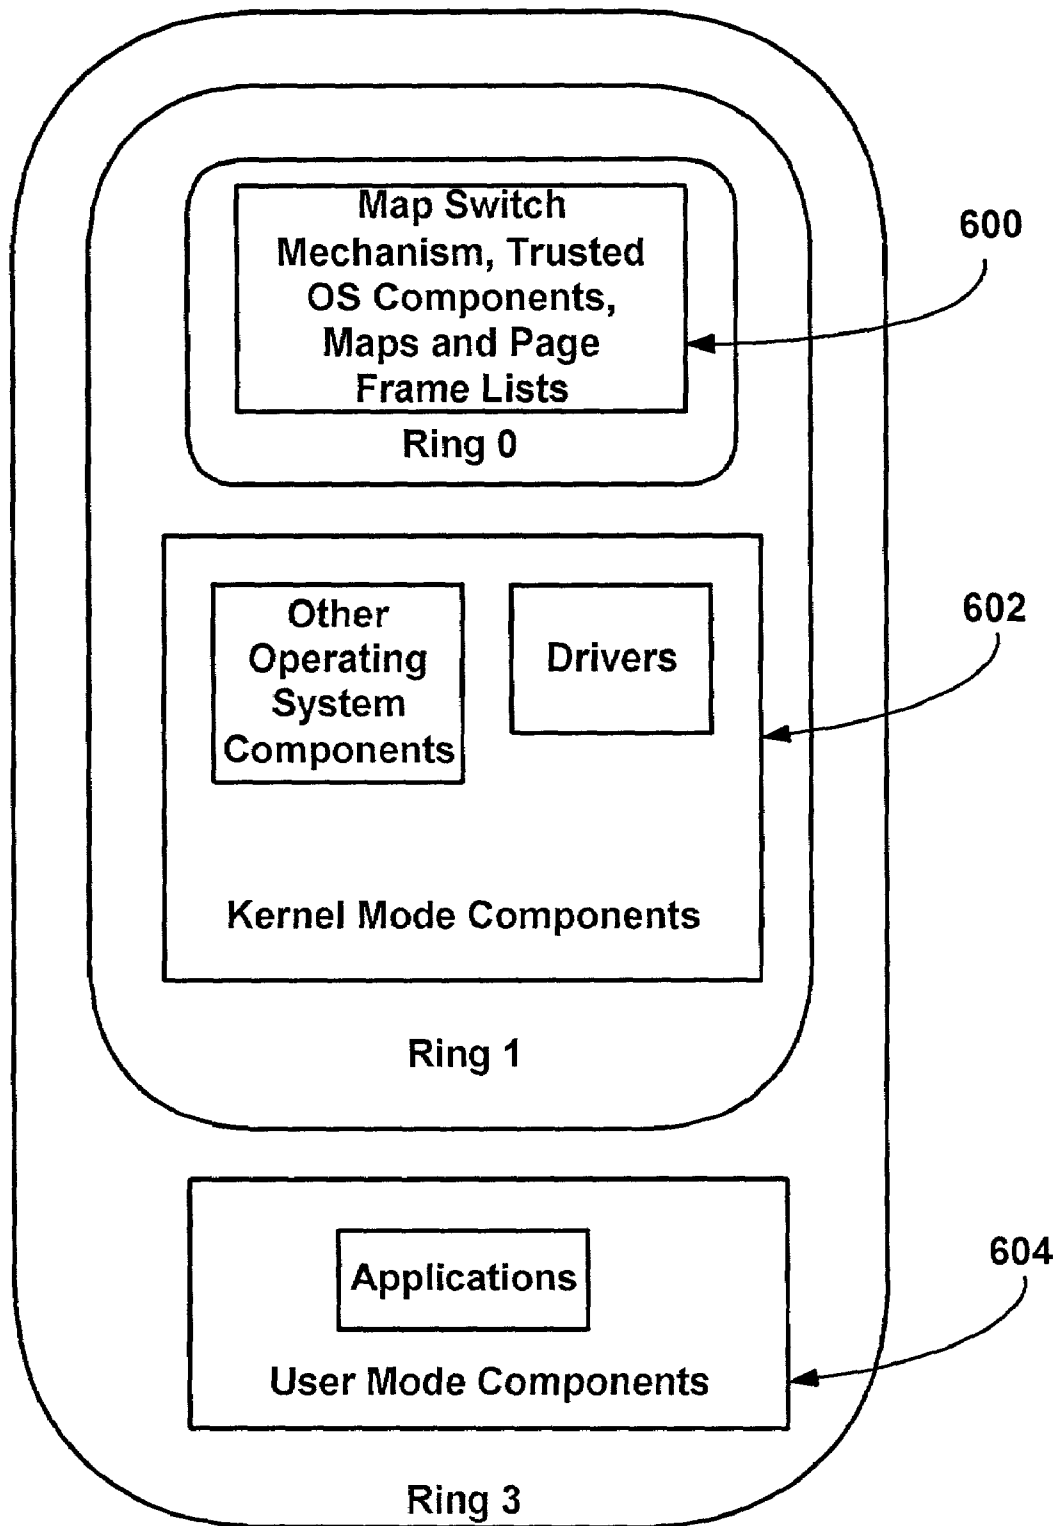 Map Switch
Mechanism, Trusted
OS Components,
Maps and Page
Frame Lists
Ring 0
600
Other
Operating
System
Components
Drivers
602
Kernel Mode Components
Ring 1
Applications
604
User Mode Components
Ring 3